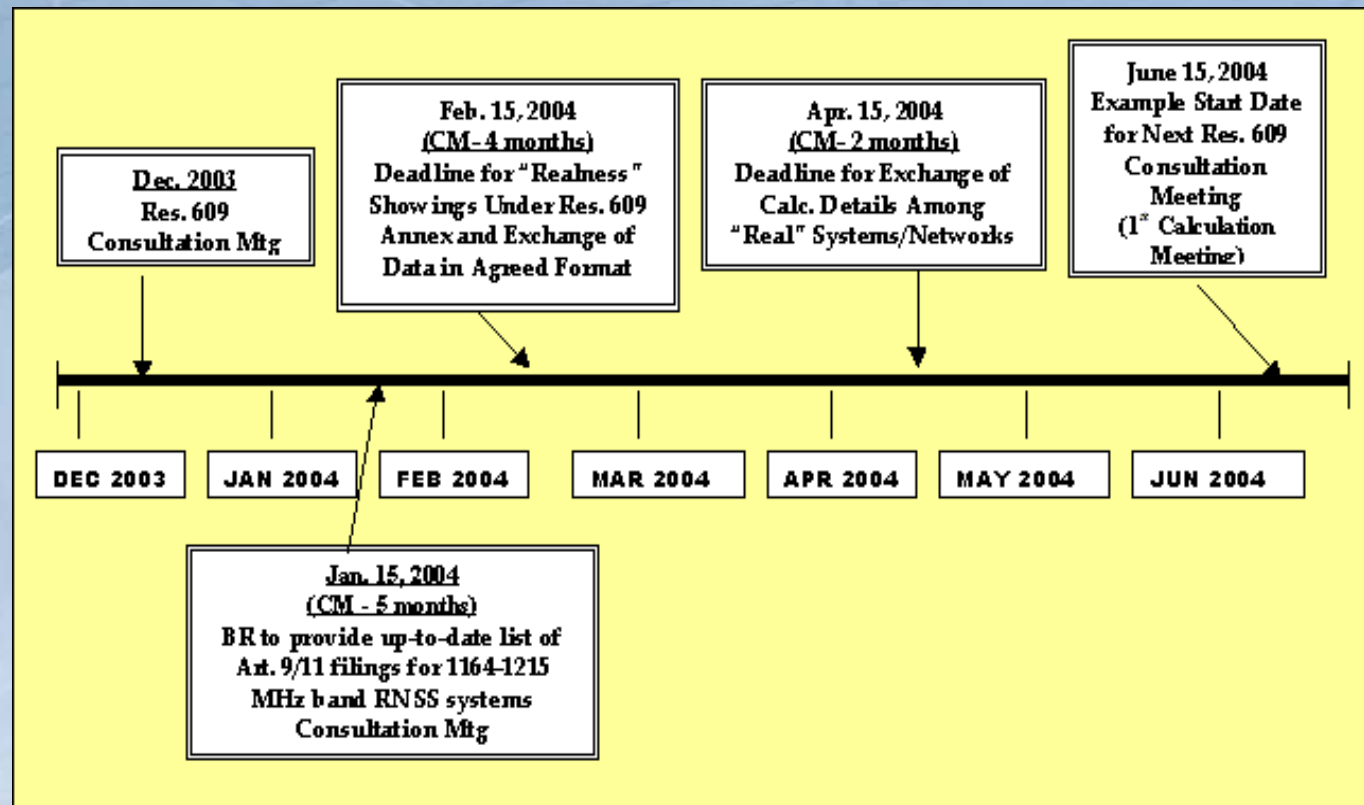 Dec. 2003
Res. 609
Consultation Mtg
Feb. 15, 2004
(CM- 4 months)
Deadline for "Realness"
Showings Under Res. 609
Annex and Exchange of
Data in Agreed Format
Apr. 15, 2004
(CM- 2 months)
Deadline for Exchange of
Calc. Details Among
"Real" Systems/Networks
June 15, 2004
Example Start Date
for Next Res. 609
Consultation
Meeting
(1st Calculation
Meeting)
DEC 2003
JAN 2004
FEB 2004
MAR 2004
APR 2004
MAY 2004
JUN 2004
Jan. 15, 2004
(CM - 5 months)
BR to provide up-to-date list of
Art. 9/11 filings for 1164-1215
MHz band RNSS systems
Consultation Mtg